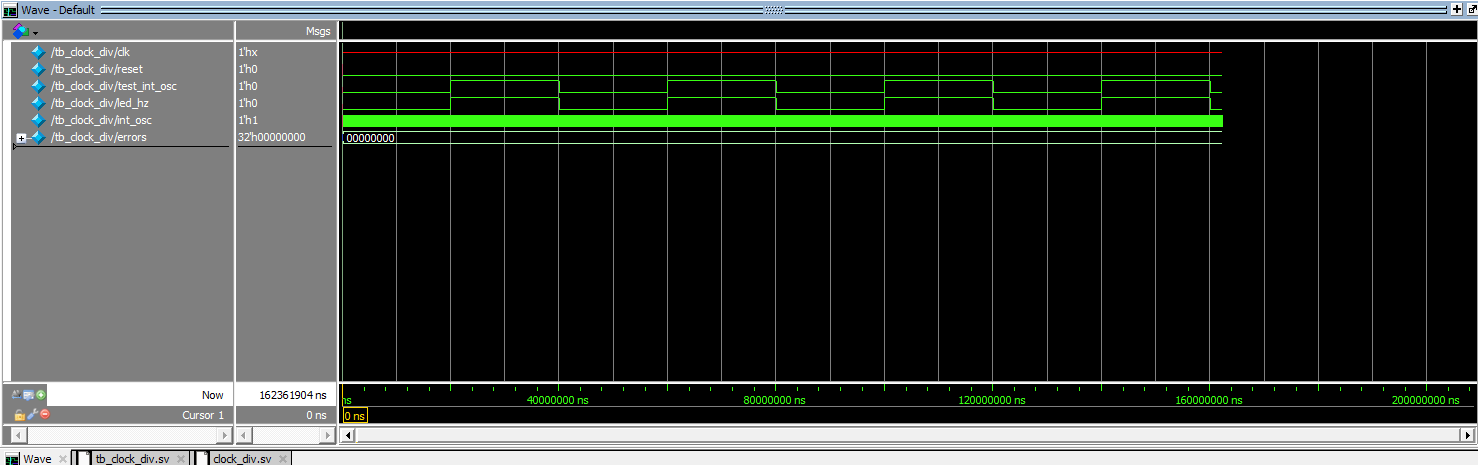 Wave - Default
Msgs
/tb_clock_div/clk 1'hx
/tb_clock_div/reset 1'h0
/tb_clock_div/test_int_osc 1'h0
/tb_clock_div/led_hz 1'h0
/tb_clock_div/int_osc 1'h1
/tb_clock_div/errors 32'h00000000 00000000
Now 162361904 ns ns 40000000 ns 80000000 ns 120000000 ns 160000000 ns 200000000 ns
Cursor 1 0 ns 0 ns
Wave tb_clock_div.sv clock_div.sv